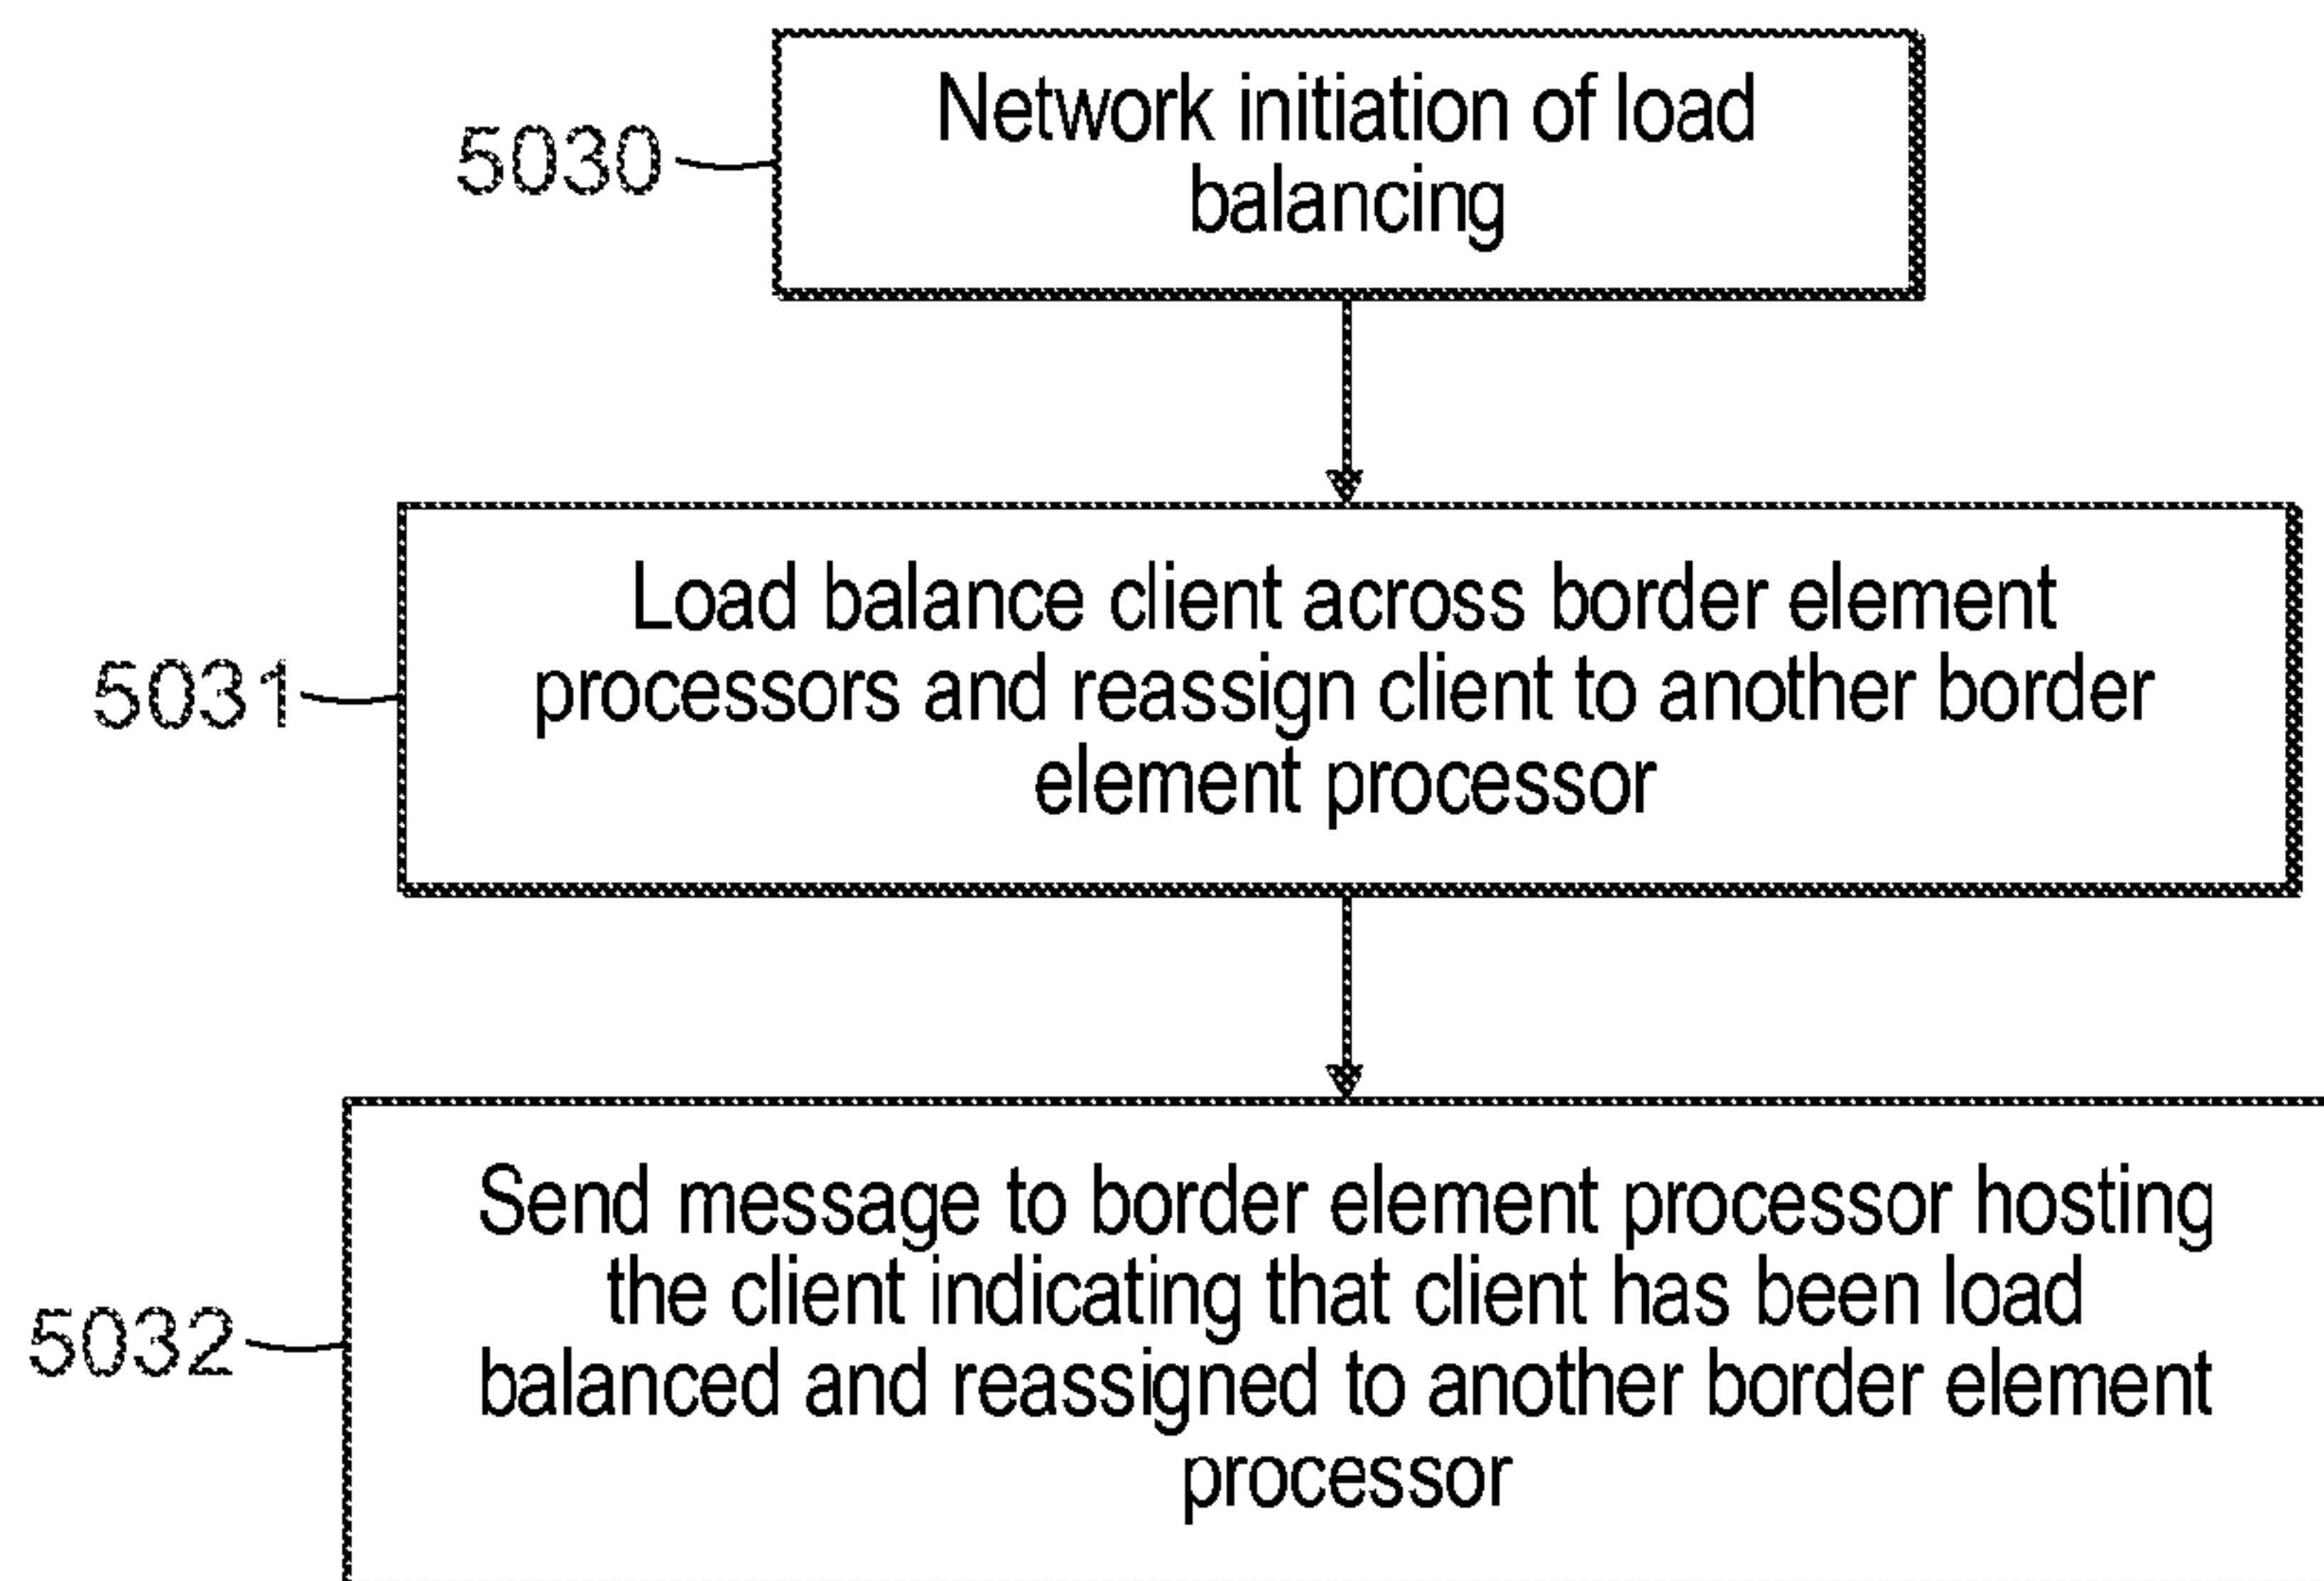 Network initiation of load
balancing
5030
Load balance client across border element
processors and reassign client to another border
element processor
5031
Send message to border element processor hosting
the client indicating that client has been load
balanced and reassigned to another border element
processor
5032